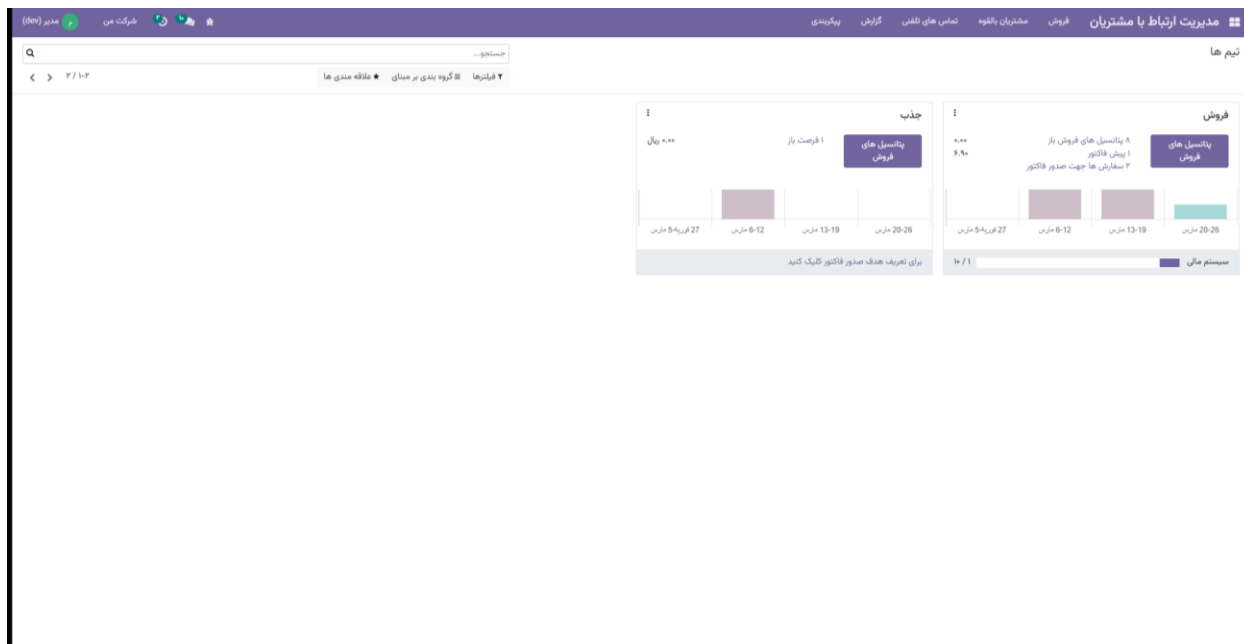 مدیریت ارتباط با مشتریان فروش مشتریان بالقوه تماس های تلفنی گزارش پیکربندی ۱۰ ۲ شرکت من م مدیر (dev)
تیم ها
جستجو...
فیلترها گروه بندی بر مبنای علاقه مندی ها
۱-۲ / ۲
فروش
پتانسیل های فروش
۸ پتانسیل های فروش باز ۰.۰۰
۱ پیش فاکتور ۶.۹۰
۲ سفارش ها جهت صدور فاکتور
20-26 مارس 13-19 مارس 6-12 مارس 27 فوریه-5 مارس
سیستم مالی ۱ / ۱۰
جذب
پتانسیل های فروش
۱ فرصت باز ۰.۰۰ ریال
20-26 مارس 13-19 مارس 6-12 مارس 27 فوریه-5 مارس
برای تعریف هدف صدور فاکتور کلیک کنید